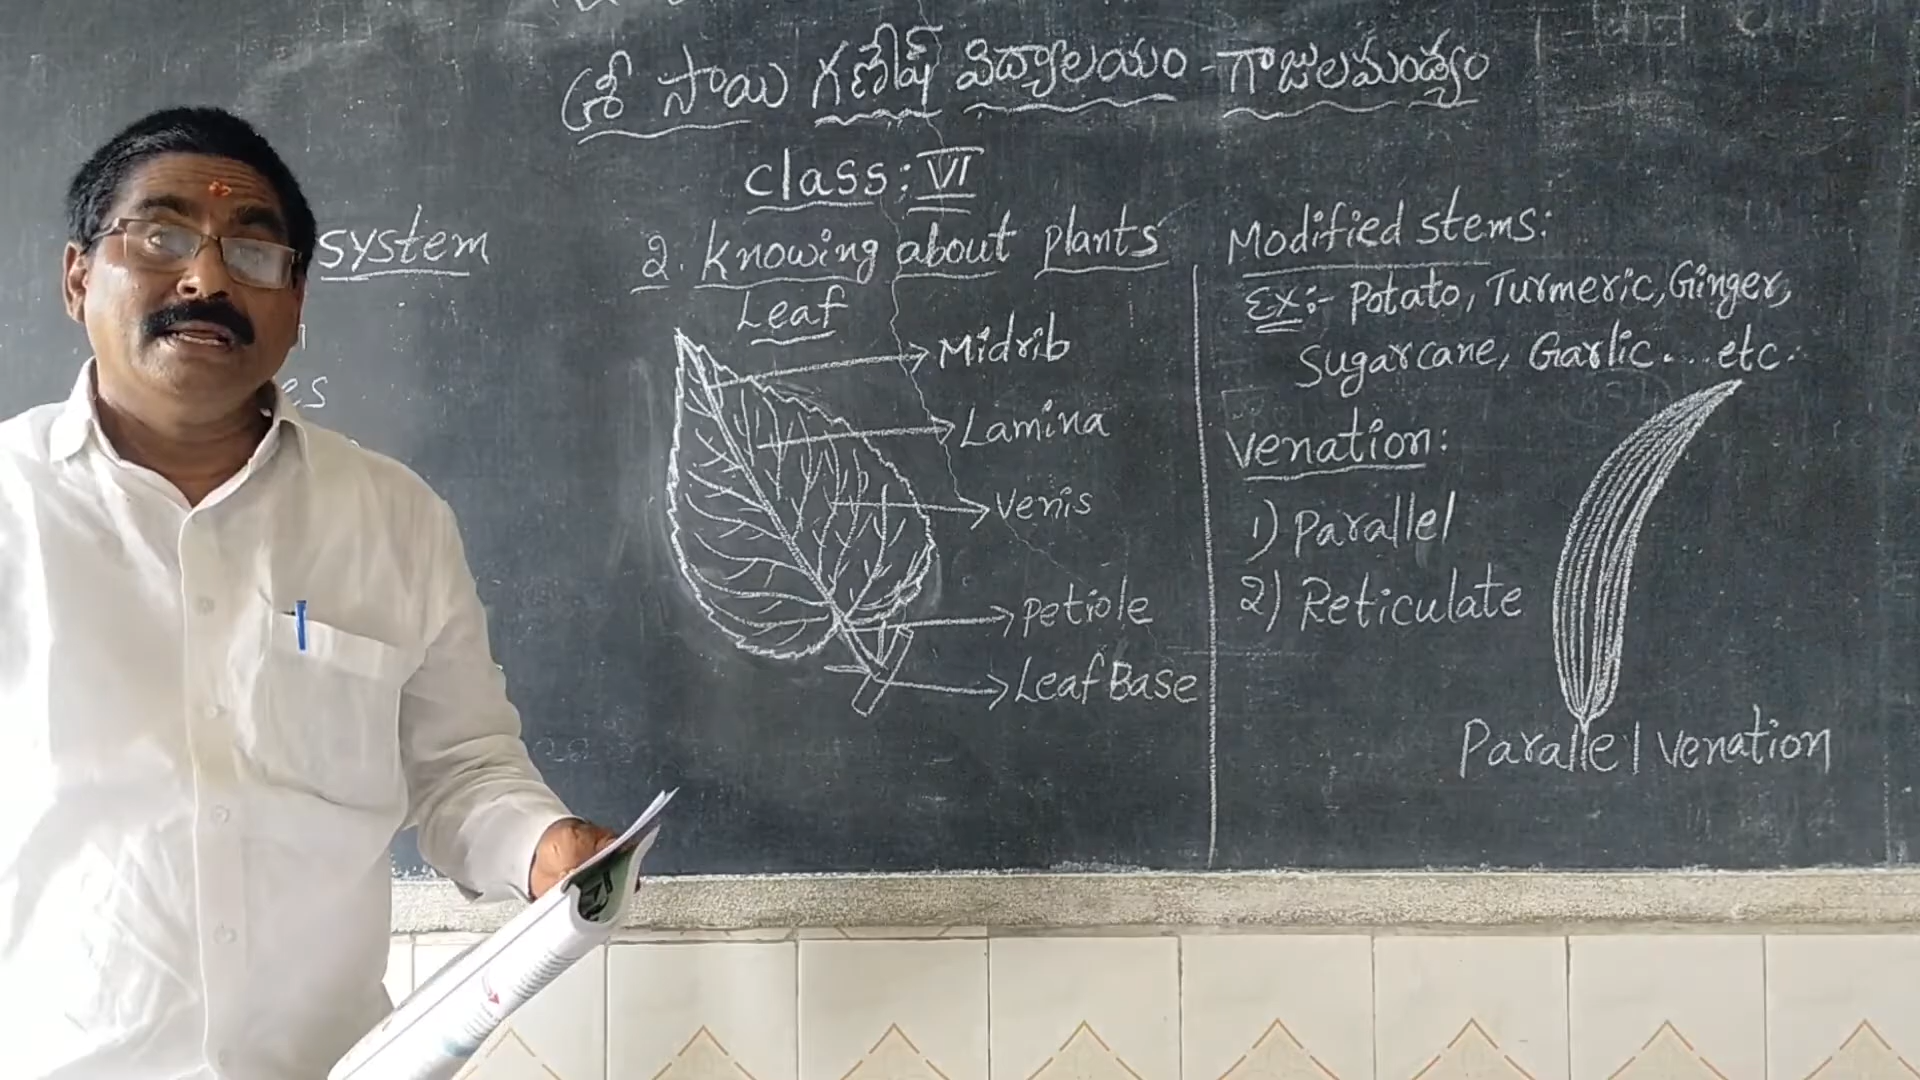 శ్రీ సాయి గణేష్ విద్యాలయం - గాజులమండ్యం
class: VI
system
2. Knowing about plants
Leaf
Midrib
Lamina
Venis
Petiole
Leaf Base
Modified stems:
Ex:- Potato, Turmeric, Ginger,
Sugarcane, Garlic... etc.
Venation:
1) Parallel
2) Reticulate
Parallel venation